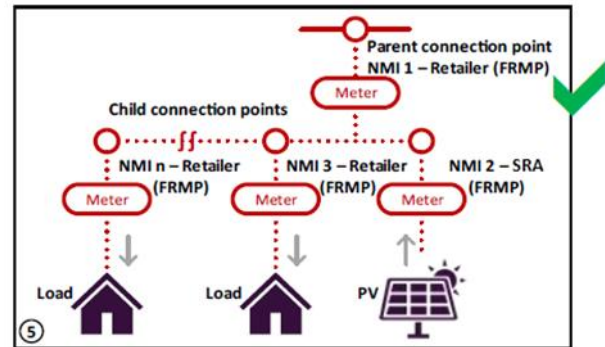 Parent connection point
NMI 1 – Retailer (FRMP)
Meter
Child connection points
NMI n – Retailer
(FRMP)
NMI 3 – Retailer
(FRMP)
NMI 2 – SRA
(FRMP)
Meter
Meter
Meter
Load
Load
PV
5